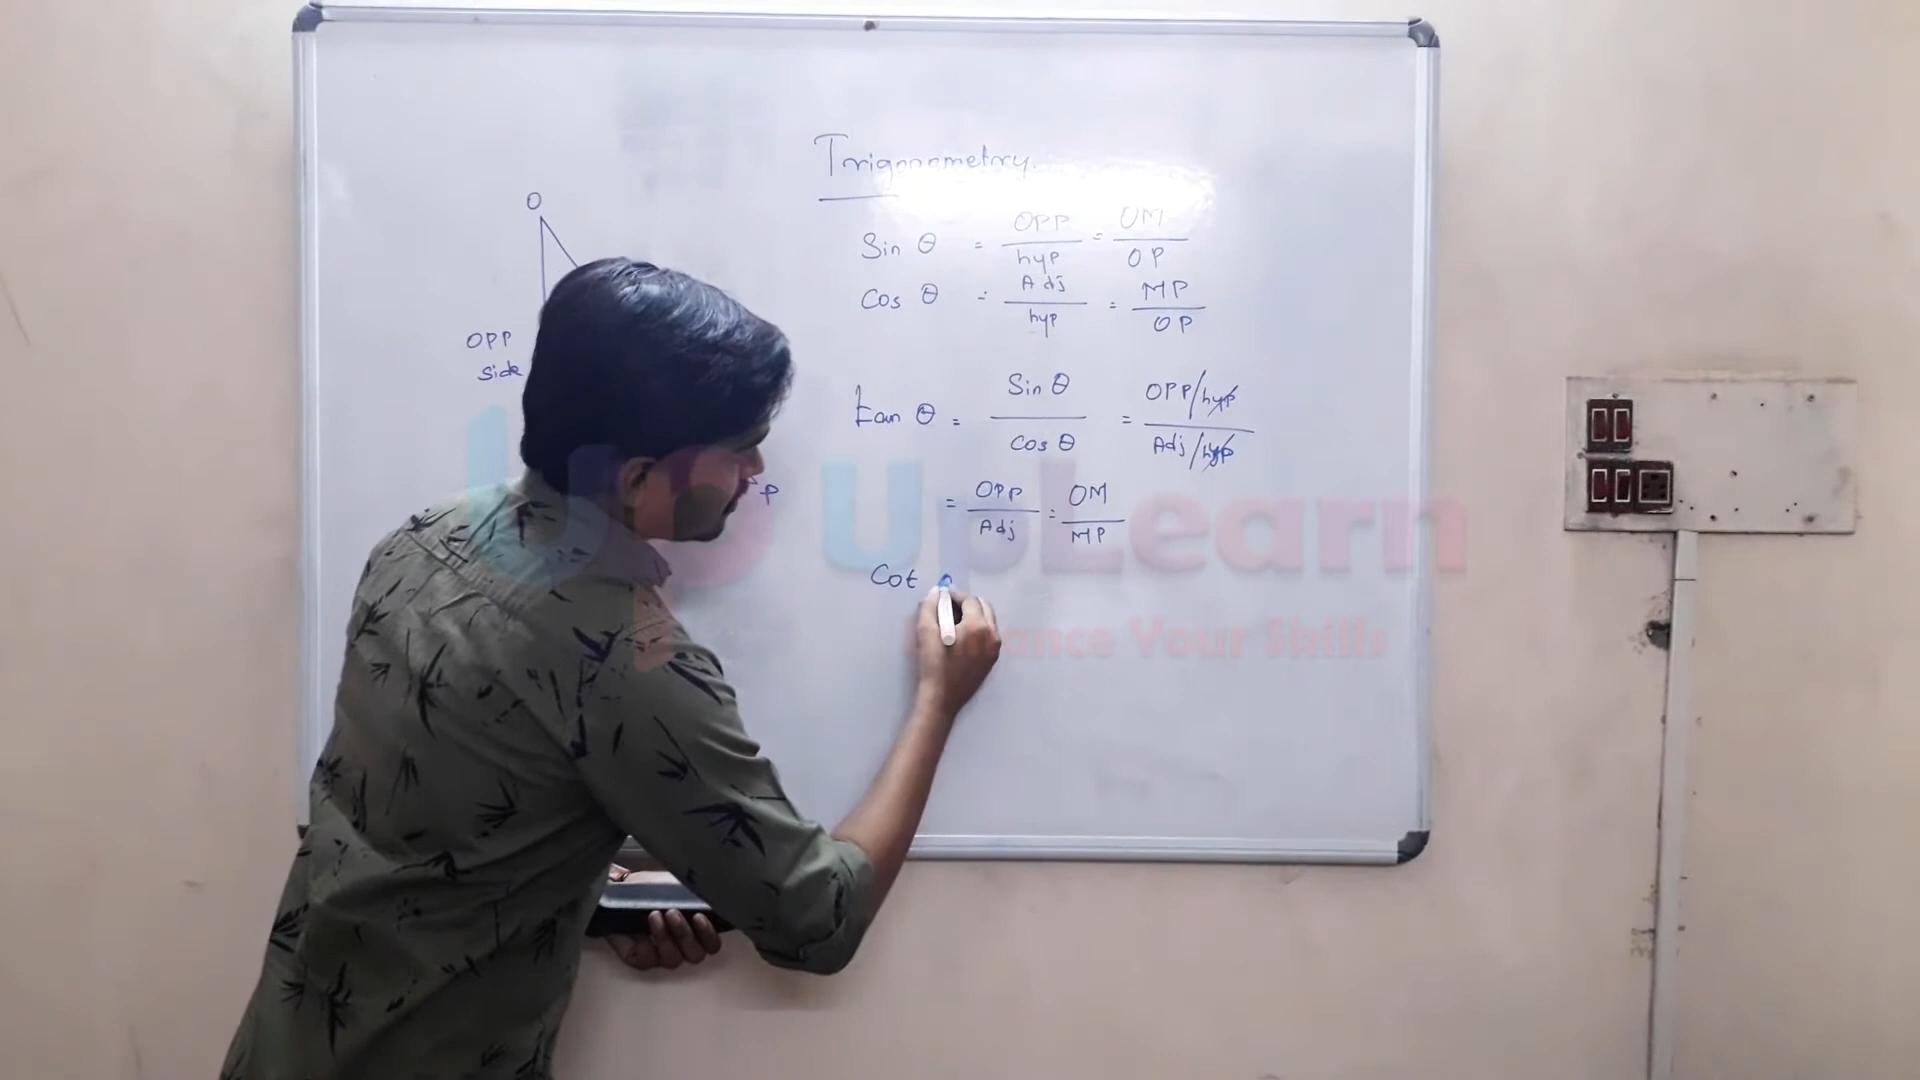 Trigonometry.
O
Sin θ = OPP/hyp = OM/OP
Cos θ = Adj/hyp = MP/OP
OPP
Side
tan θ = Sin θ/Cos θ = OPP/hyp/Adj/hyp
P
= OPP/Adj = OM/MP
Cot
UpLearn
Enhance Your Skills